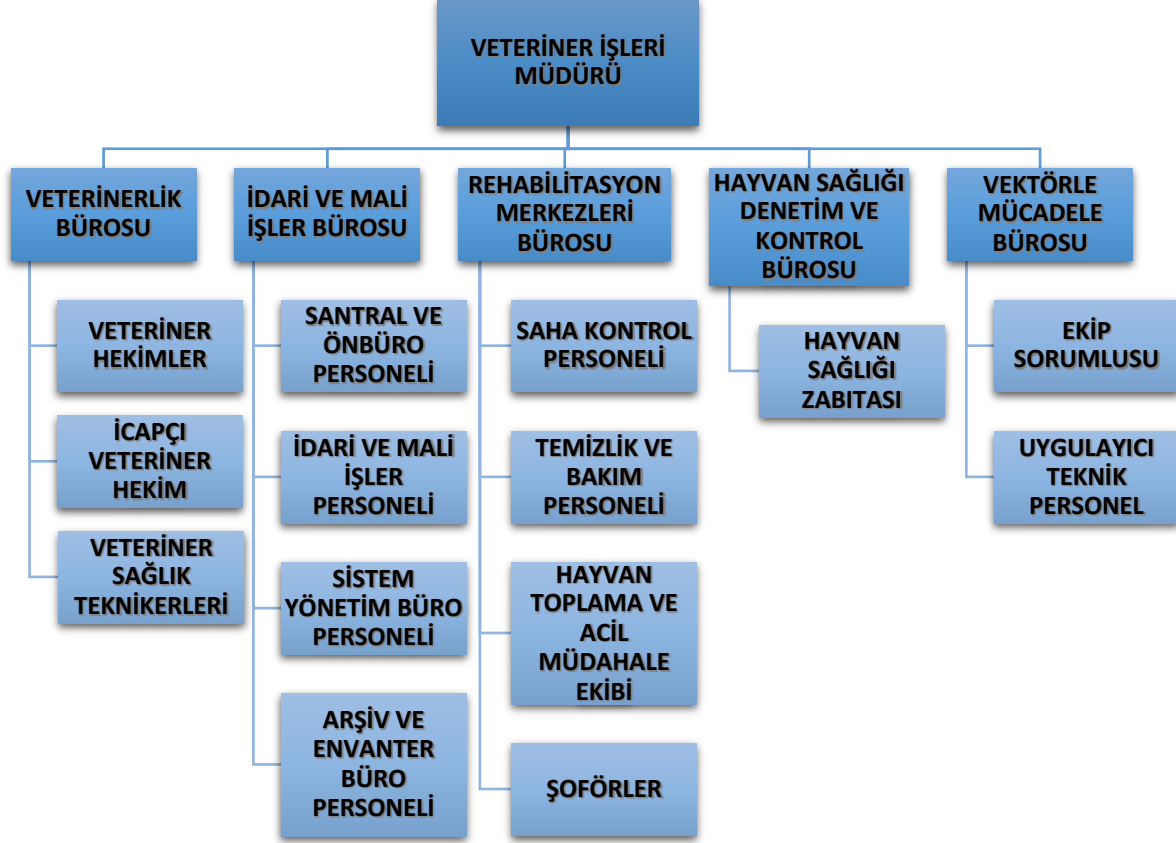 VETERİNER İŞLERİ
MÜDÜRÜ
VETERİNERLİK
BÜROSU
VETERİNER
HEKİMLER
İCAPÇI
VETERİNER
HEKİM
VETERİNER
SAĞLIK
TEKNİKERLERİ
İDARİ VE MALİ
İŞLER BÜROSU
SANTRAL VE
ÖNBÜRO
PERSONELİ
İDARİ VE MALİ
İŞLER
PERSONELİ
SİSTEM
YÖNETİM BÜRO
PERSONELİ
ARŞİV VE
ENVANTER
BÜRO
PERSONELİ
REHABİLİTASYON
MERKEZLERİ
BÜROSU
SAHA KONTROL
PERSONELİ
TEMİZLİK VE
BAKIM
PERSONELİ
HAYVAN
TOPLAMA VE
ACİL
MÜDAHALE
EKİBİ
ŞOFÖRLER
HAYVAN SAĞLIĞI
DENETİM VE
KONTROL
BÜROSU
HAYVAN
SAĞLIĞI
ZABITASI
VEKTÖRLE
MÜCADELE
BÜROSU
EKİP
SORUMLUSU
UYGULAYICI
TEKNİK
PERSONEL